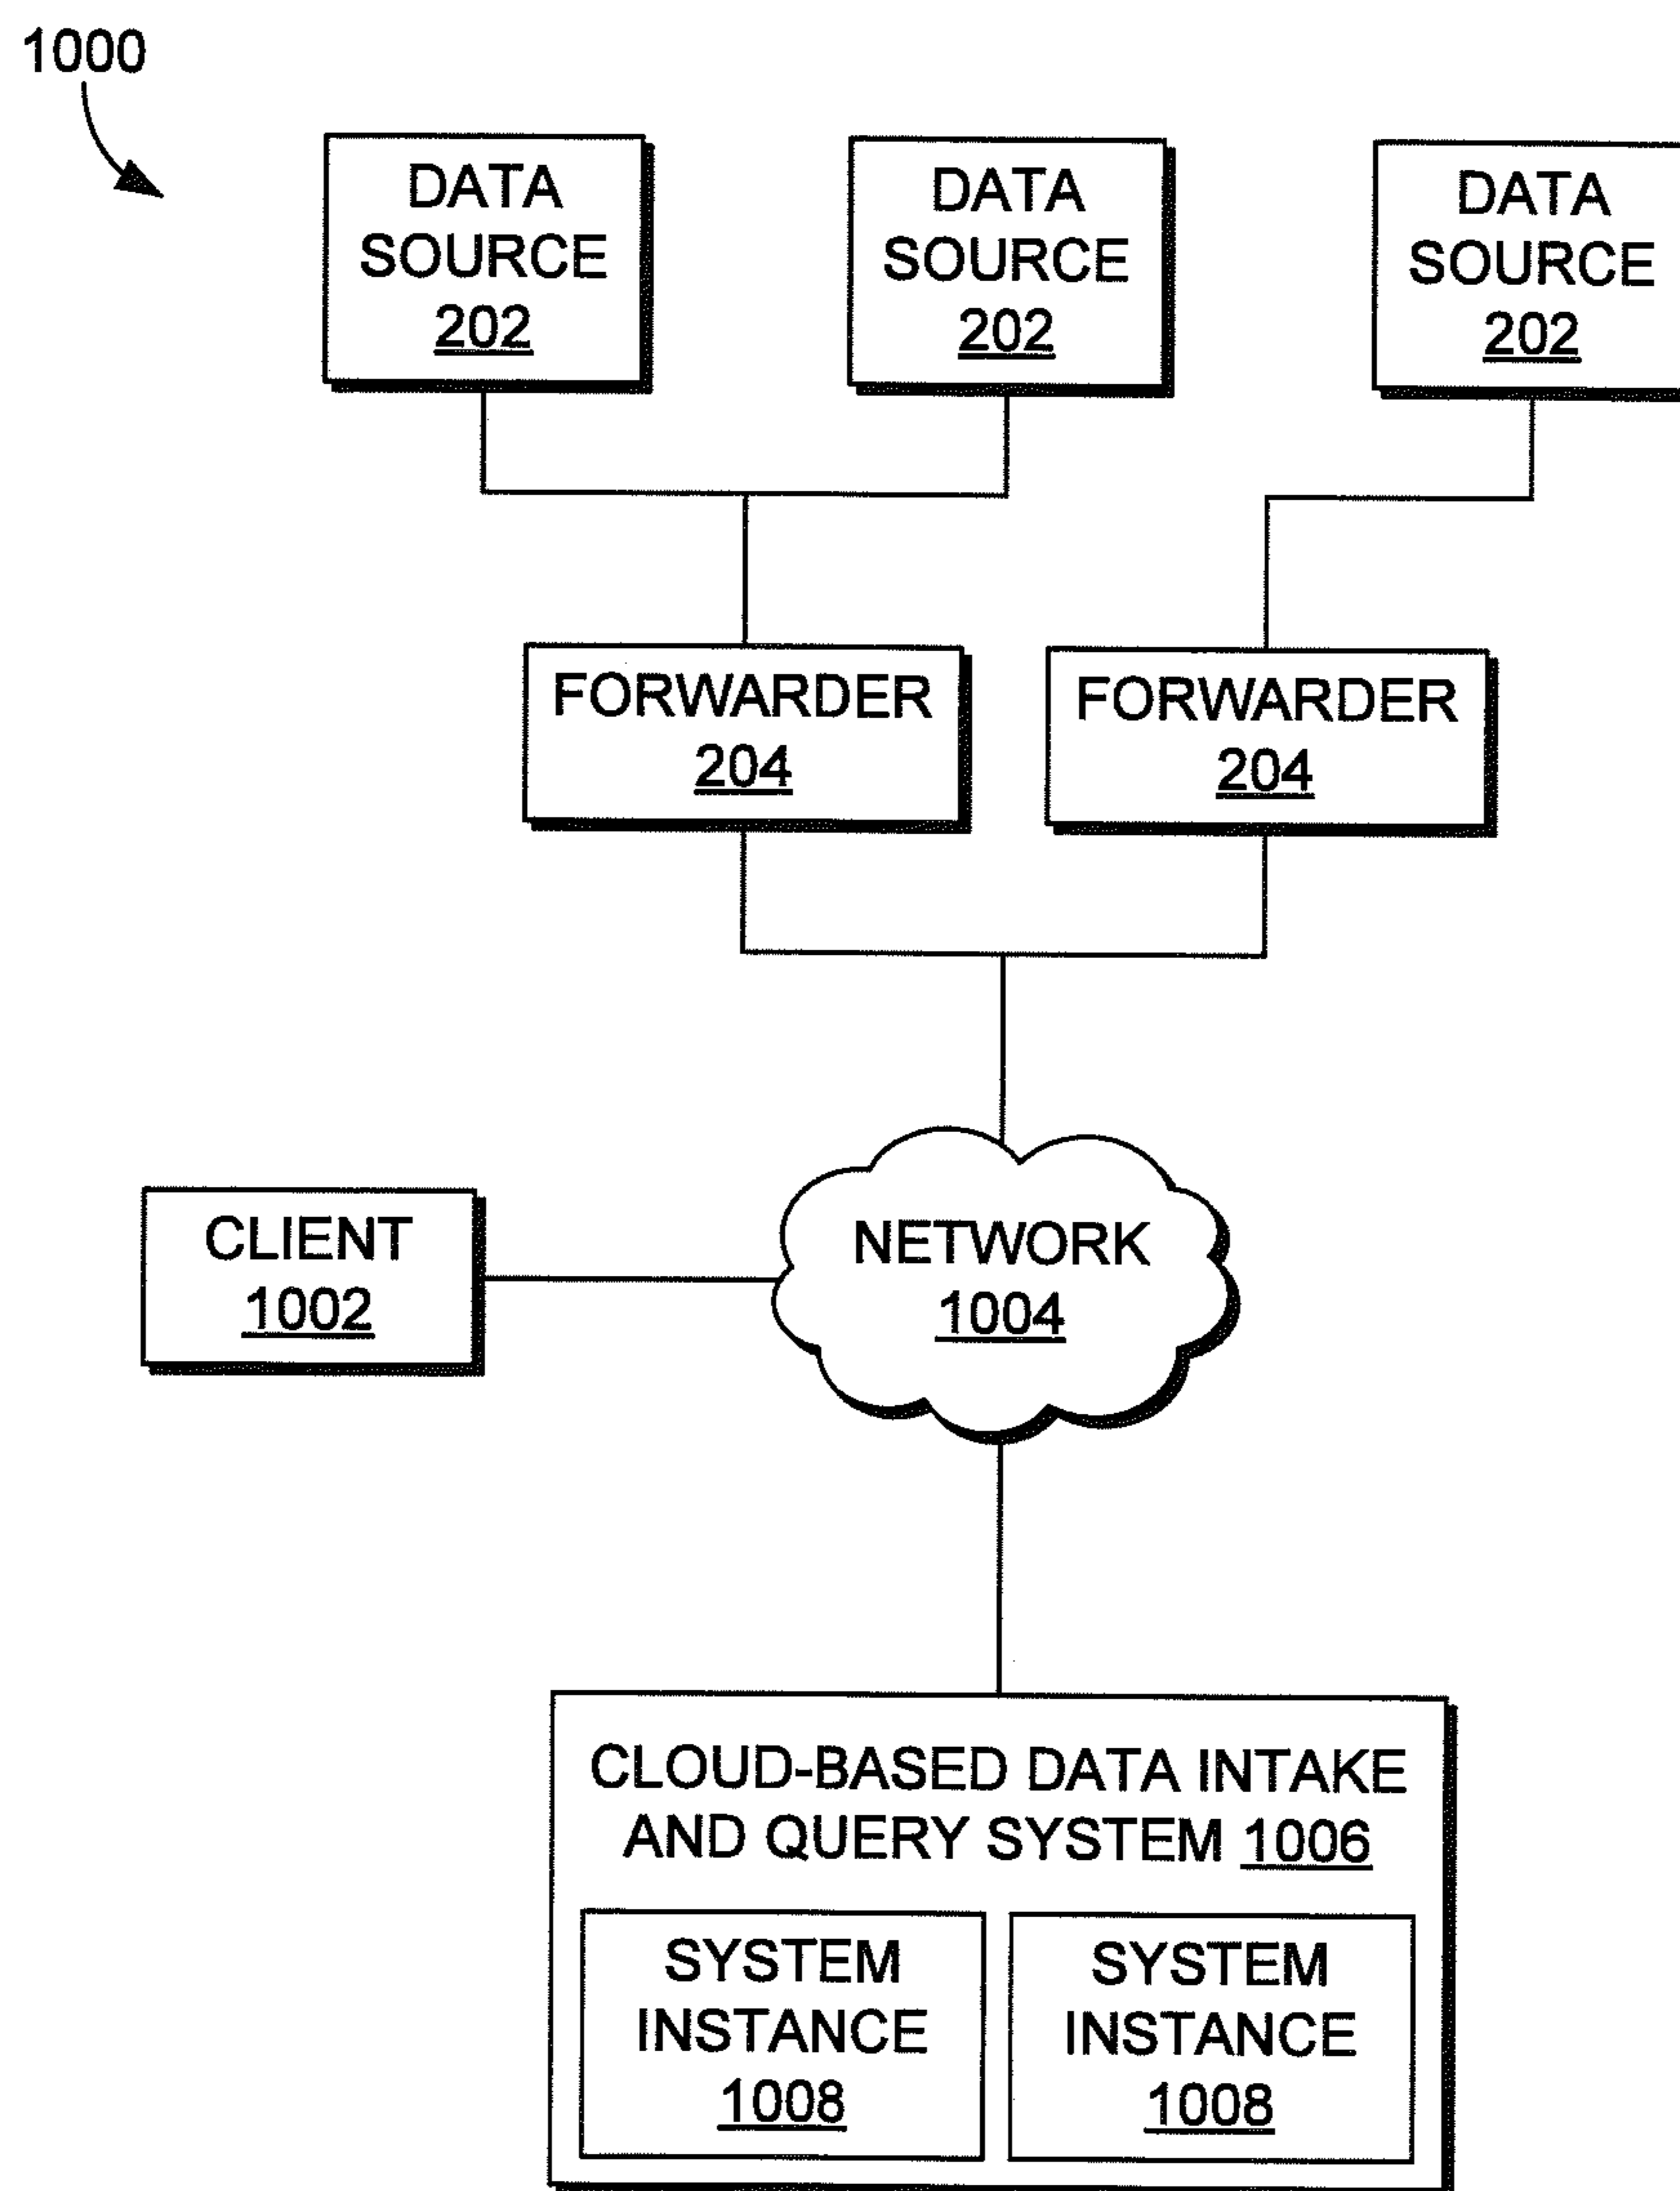 1000
DATA
SOURCE
202
DATA
SOURCE
202
DATA
SOURCE
202
FORWARDER
204
FORWARDER
204
CLIENT
1002
NETWORK
1004
CLOUD-BASED DATA INTAKE
AND QUERY SYSTEM 1006
SYSTEM
INSTANCE
1008
SYSTEM
INSTANCE
1008